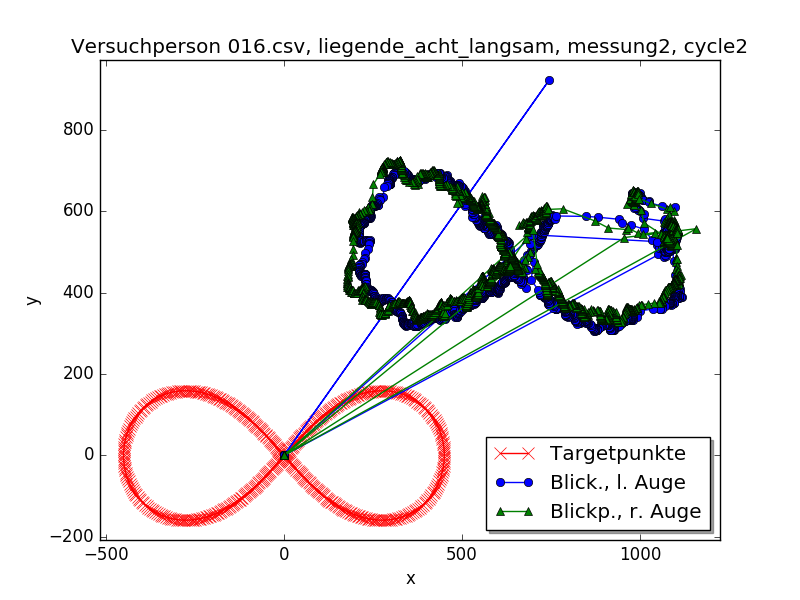 Versuchperson 016.csv, liegende_acht_langsam, messung2, cycle2
y
800
600
400
200
0
−200
−500
0
500
1000
x
Targetpunkte
Blick., l. Auge
Blickp., r. Auge